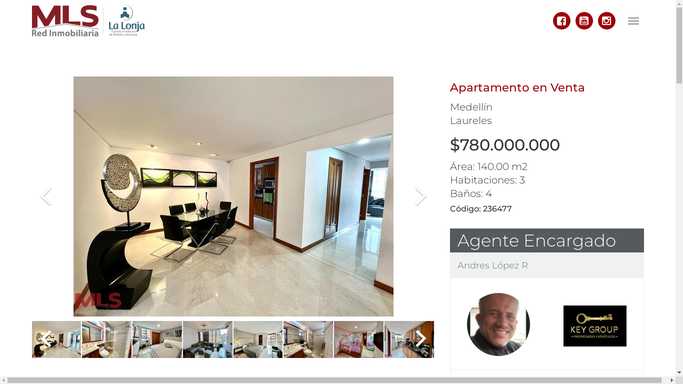 MLS
Red Inmobiliaria
La Lonja
Apartamento en Venta
Medellín
Laureles
$780.000.000
Área: 140.00 m2
Habitaciones: 3
Baños: 4
Código: 236477
Agente Encargado
Andres López R
MLS
KEY GROUP